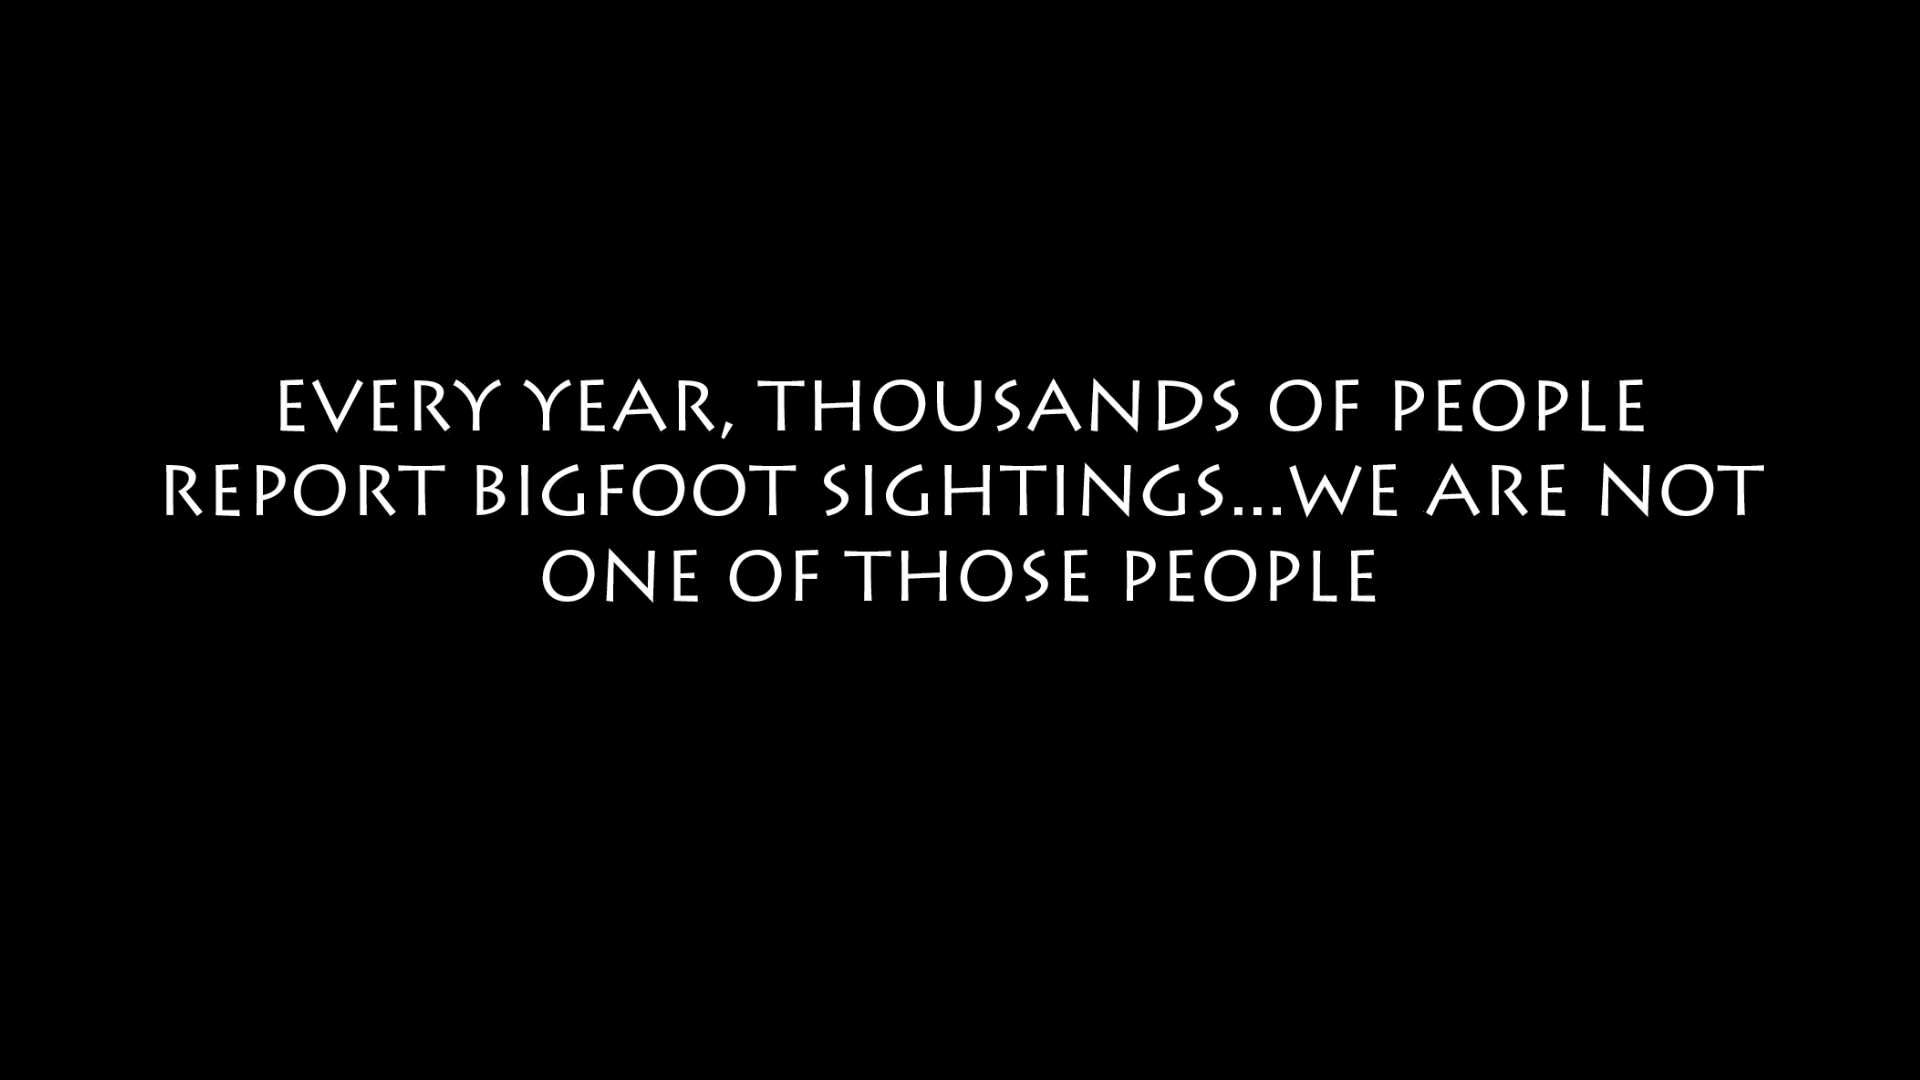 EVERY YEAR, THOUSANDS OF PEOPLE
REPORT BIGFOOT SIGHTINGS...WE ARE NOT
ONE OF THOSE PEOPLE